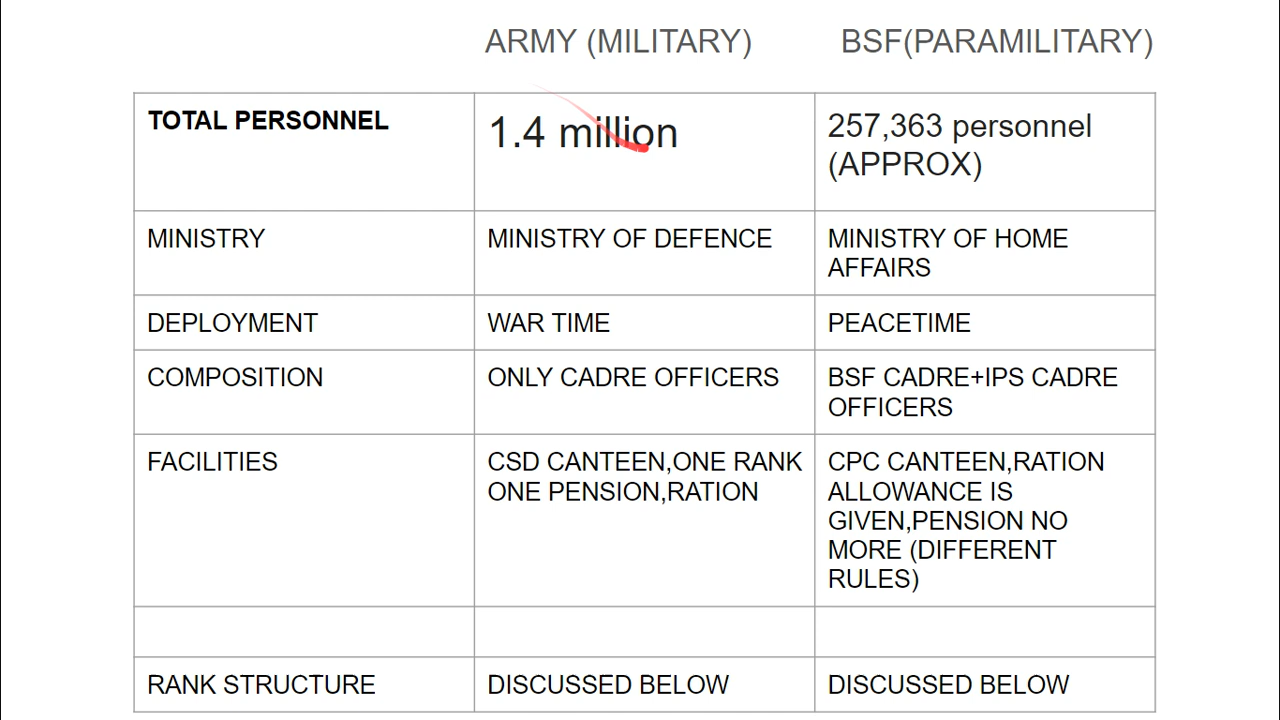 ARMY (MILITARY) BSF(PARAMILITARY)
TOTAL PERSONNEL
1.4 million
257,363 personnel
(APPROX)
MINISTRY
MINISTRY OF DEFENCE
MINISTRY OF HOME
AFFAIRS
DEPLOYMENT
WAR TIME
PEACETIME
COMPOSITION
ONLY CADRE OFFICERS
BSF CADRE+IPS CADRE
OFFICERS
FACILITIES
CSD CANTEEN,ONE RANK
ONE PENSION,RATION
CPC CANTEEN,RATION
ALLOWANCE IS
GIVEN,PENSION NO
MORE (DIFFERENT
RULES)
RANK STRUCTURE
DISCUSSED BELOW
DISCUSSED BELOW